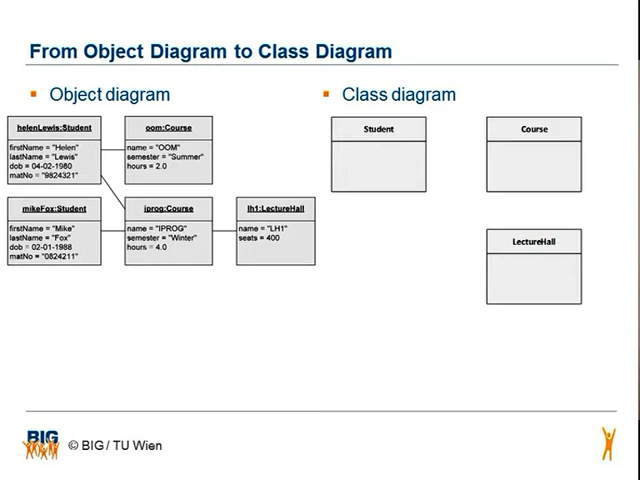 From Object Diagram to Class Diagram
Object diagram
helenLewis:Student
firstName = "Helen"
lastName = "Lewis"
dob = 04-02-1980
matNo = "9824321"
oom:Course
name = "OOM"
semester = "Summer"
hours = 2.0
mikeFox:Student
firstName = "Mike"
lastName = "Fox"
dob = 02-01-1988
matNo = "0824211"
iprog:Course
name = "IPROG"
semester = "Winter"
hours = 4.0
lh1:LectureHall
name = "LH1"
seats = 400
Class diagram
Student
Course
LectureHall
BIG
© BIG / TU Wien